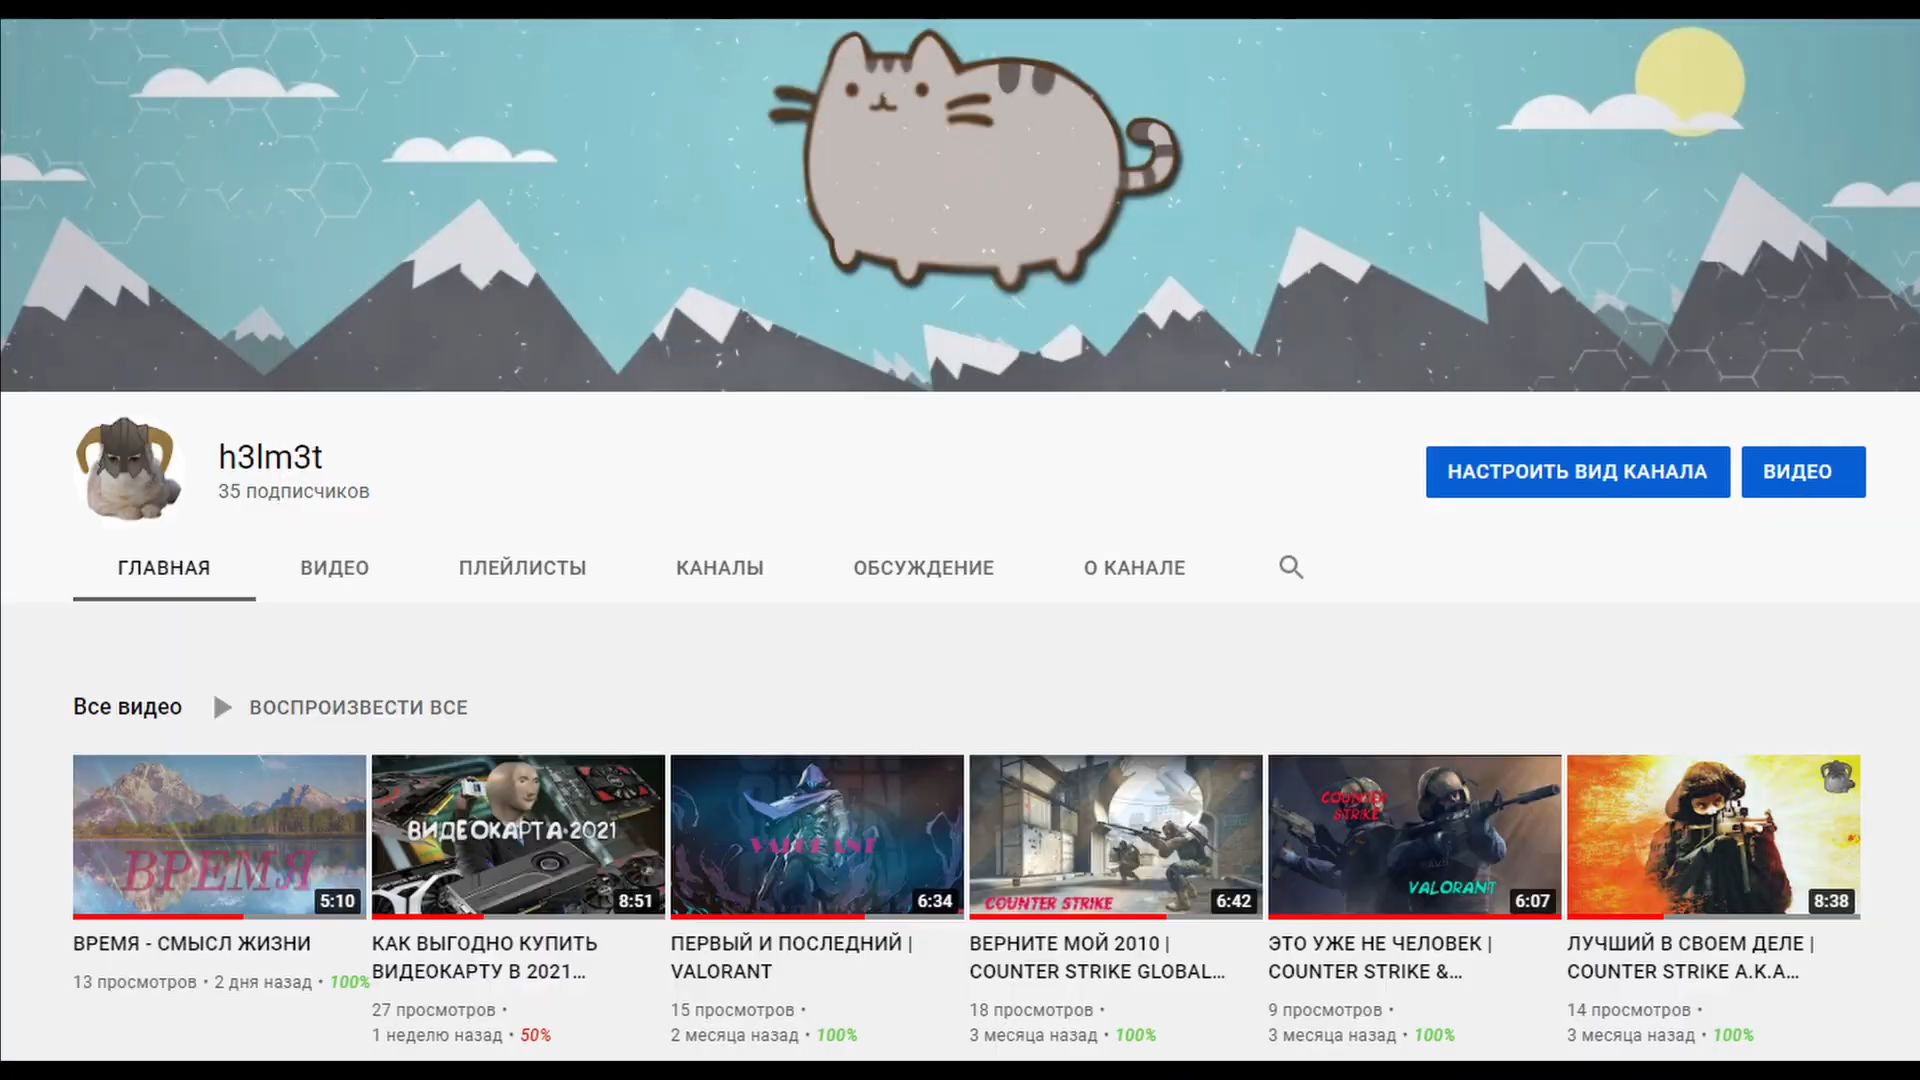 h3lm3t
35 подписчиков
НАСТРОИТЬ ВИД КАНАЛА
ВИДЕО
ГЛАВНАЯ
ВИДЕО
ПЛЕЙЛИСТЫ
КАНАЛЫ
ОБСУЖДЕНИЕ
О КАНАЛЕ
Все видео
ВОСПРОИЗВЕСТИ ВСЕ
ВРЕМЯ
5:10
ВРЕМЯ - СМЫСЛ ЖИЗНИ
13 просмотров • 2 дня назад • 100%
ВИДЕОКАРТА 2021
8:51
КАК ВЫГОДНО КУПИТЬ
ВИДЕОКАРТУ В 2021...
27 просмотров •
1 неделю назад • 50%
VALORANT
6:34
ПЕРВЫЙ И ПОСЛЕДНИЙ |
VALORANT
15 просмотров •
2 месяца назад • 100%
COUNTER STRIKE
6:42
ВЕРНИТЕ МОЙ 2010 |
COUNTER STRIKE GLOBAL...
18 просмотров •
3 месяца назад • 100%
COUNTER
STRIKE
VALORANT
6:07
ЭТО УЖЕ НЕ ЧЕЛОВЕК |
COUNTER STRIKE &...
9 просмотров •
3 месяца назад • 100%
8:38
ЛУЧШИЙ В СВОЕМ ДЕЛЕ |
COUNTER STRIKE A.K.A...
14 просмотров •
3 месяца назад • 100%